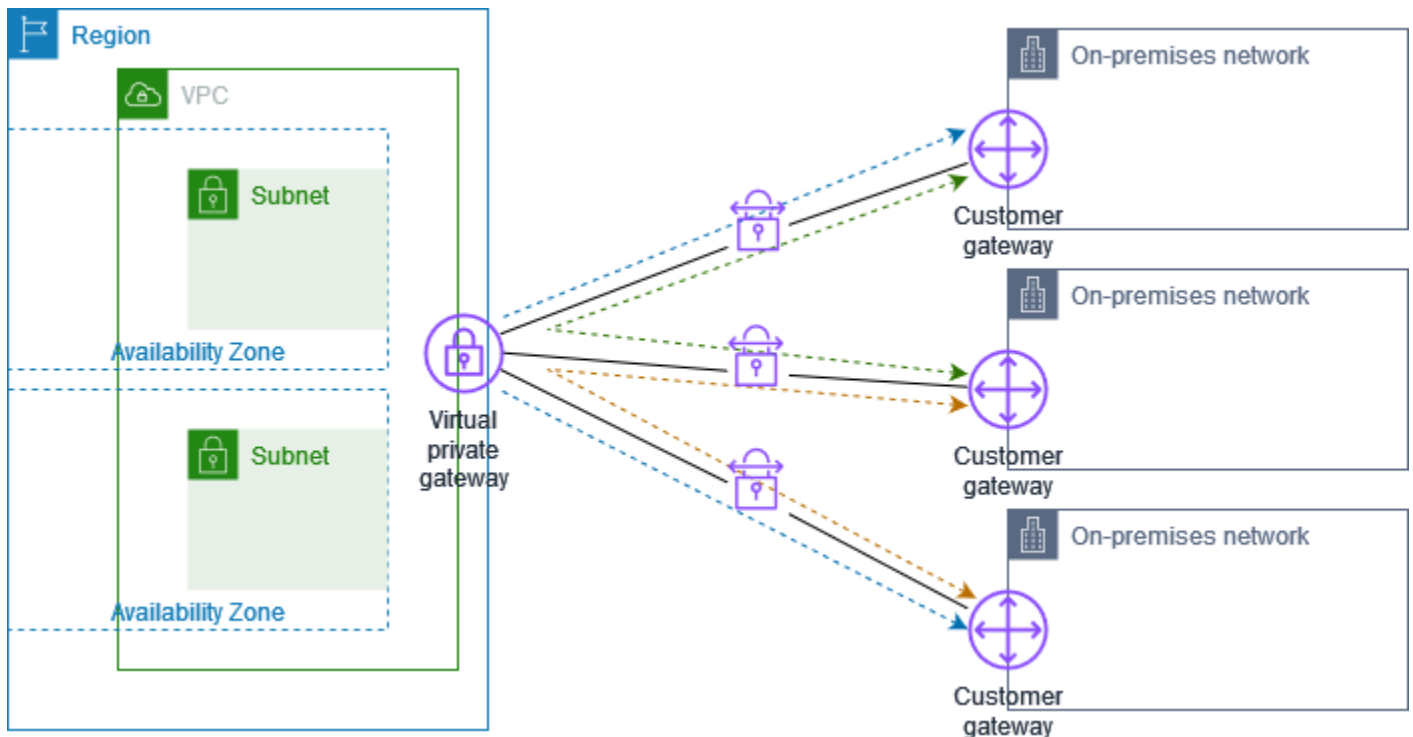 Region
VPC
Subnet
Availability Zone
Subnet
Availability Zone
Virtual
private
gateway
On-premises network
Customer
gateway
On-premises network
Customer
gateway
On-premises network
Customer
gateway